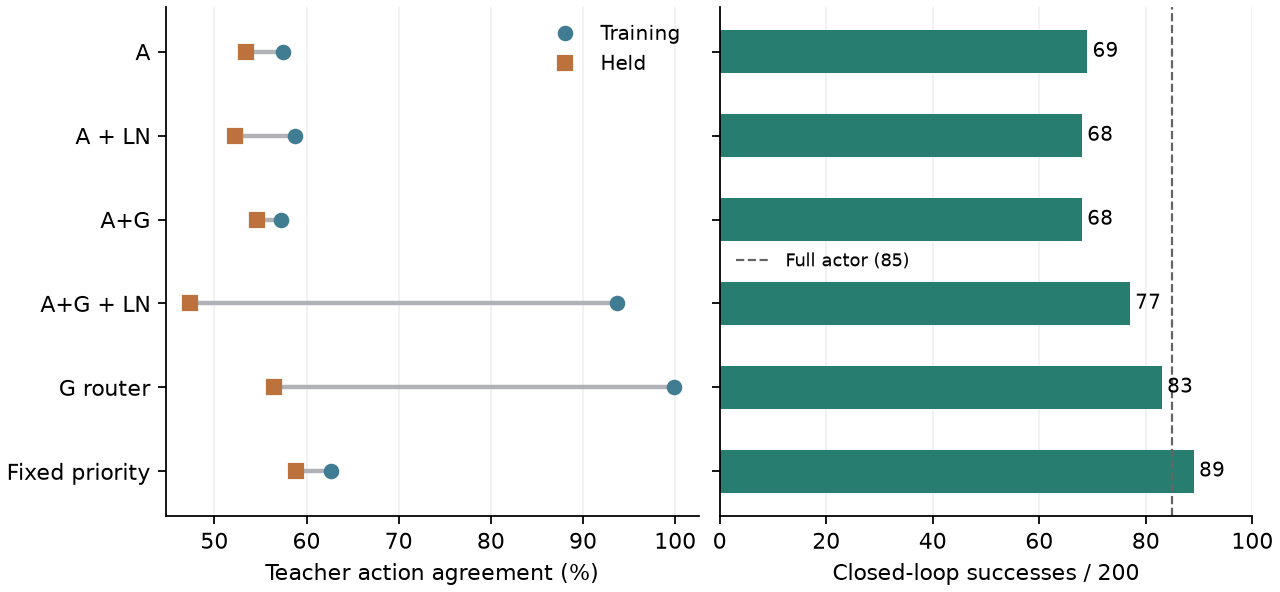 Training
Held
A
A + LN
A+G
A+G + LN
G router
Fixed priority
50 60 70 80 90 100
Teacher action agreement (%)
69
68
68
Full actor (85)
77
83
89
0 20 40 60 80 100
Closed-loop successes / 200